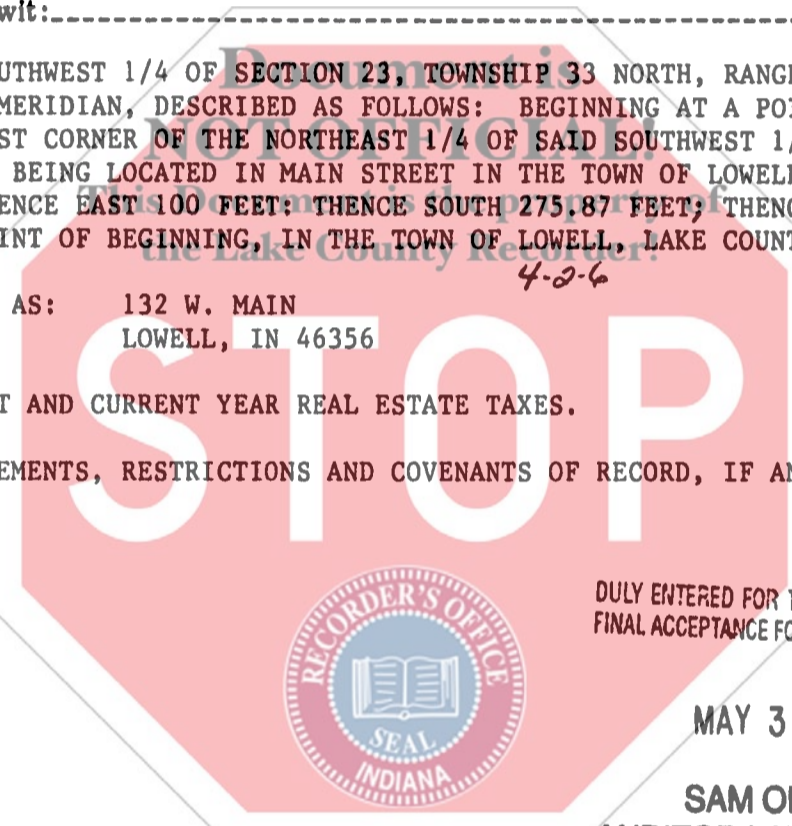 wit:
UTHWEST 1/4 OF SECTION 23, TOWNSHIP 33 NORTH, RANG
Document is
MERIDIAN, DESCRIBED AS FOLLOWS: BEGINNING AT A PO
NOT OFFICIAL!
ST CORNER OF THE NORTHEAST 1/4 OF SAID SOUTHWEST 1/
BEING LOCATED IN MAIN STREET IN THE TOWN OF LOWELL
This Document is the property of
ENCE EAST 100 FEET: THENCE SOUTH 275.87 FEET; THENC
the Lake County Recorder!
INT OF BEGINNING, IN THE TOWN OF LOWELL, LAKE COUNT
4-2-6
AS: 132 W. MAIN
LOWELL, IN 46356
T AND CURRENT YEAR REAL ESTATE TAXES.
EMENTS, RESTRICTIONS AND COVENANTS OF RECORD, IF AN
STOP
DULY ENTERED FOR
FINAL ACCEPTANCE FO
RECORDER'S OFFICE
SEAL
INDIANA
MAY 3
SAM O